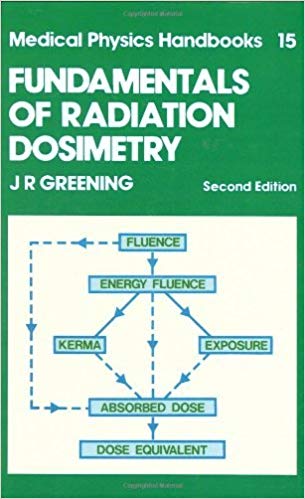 Medical Physics Handbooks 15
FUNDAMENTALS
OF RADIATION
DOSIMETRY
J R GREENING Second Edition
FLUENCE
ENERGY FLUENCE
KERMA EXPOSURE
ABSORBED DOSE
DOSE EQUIVALENT